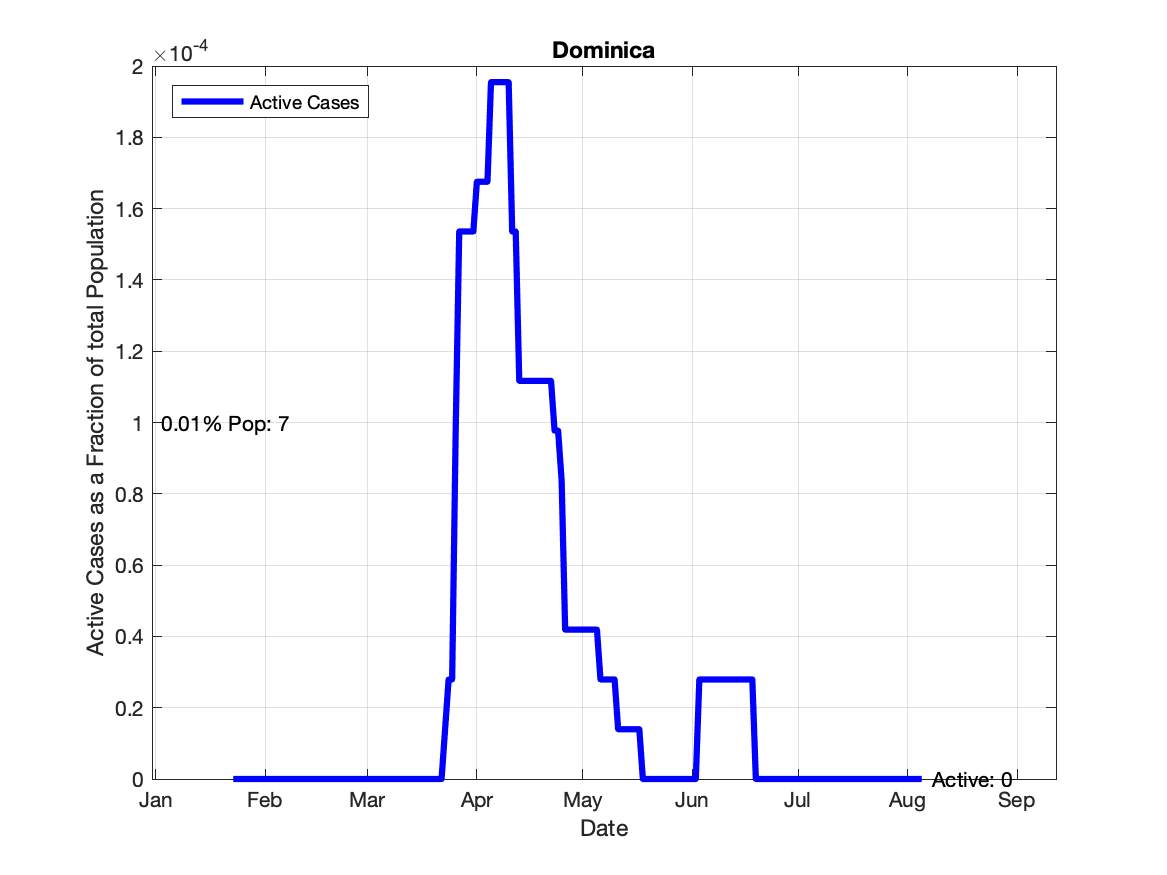 ×10⁻⁴
Dominica
Active Cases
Active Cases as a Fraction of total Population
2
1.8
1.6
1.4
1.2
1
0.01% Pop: 7
0.8
0.6
0.4
0.2
0
Active: 0
Jan Feb Mar Apr May Jun Jul Aug Sep
Date